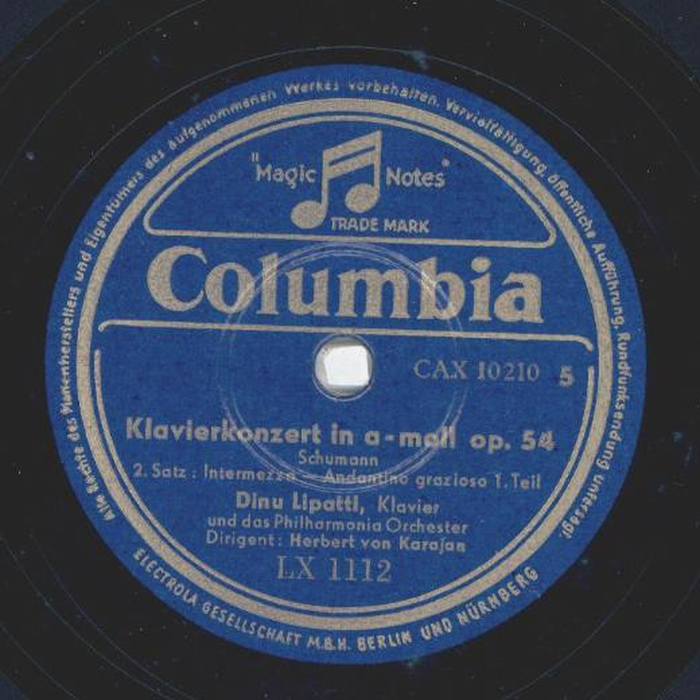 Alle Rechte des Plattenherstellers und Eigentümers des aufgenommenen Werkes vorbehalten. Vervielfältigung, öffentliche Aufführung, Rundfunksendung untersagt.
"Magic Notes"
TRADE MARK
Columbia
CAX 10210 5
Klavierkonzert in a-moll op. 54
Schumann
2. Satz: Intermezzo Andantino grazioso 1. Teil
Dinu Lipatti, Klavier
und das Philharmonia Orchester
Dirigent: Herbert von Karajan
LX 1112
ELECTROLA GESELLSCHAFT M.B.H. BERLIN UND NÜRNBERG